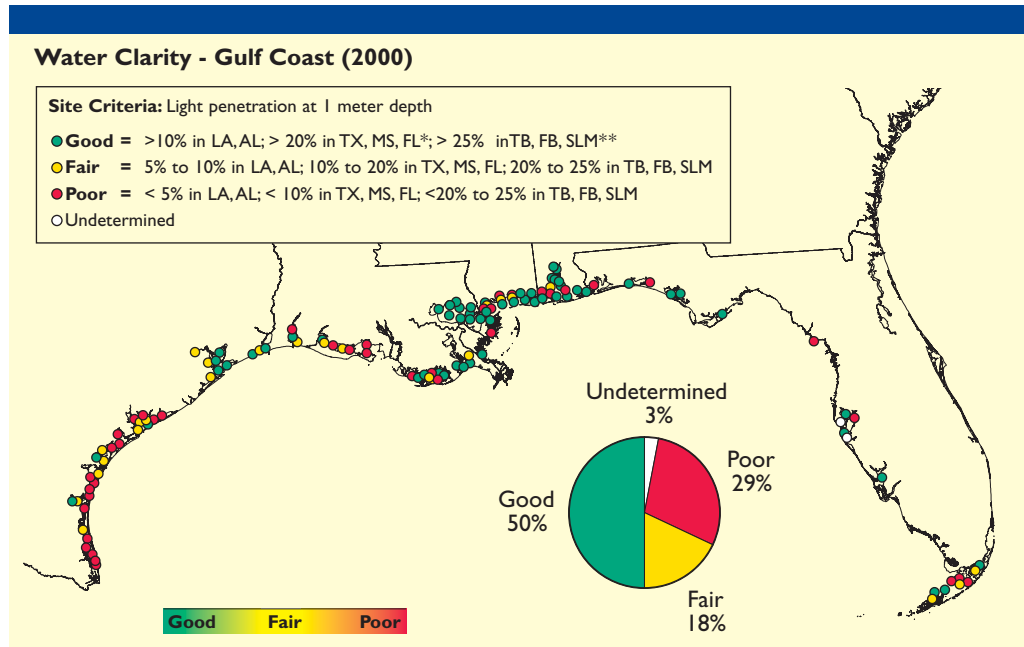 Water Clarity - Gulf Coast (2000)
Site Criteria: Light penetration at 1 meter depth
Good = >10% in LA, AL; > 20% in TX, MS, FL*; > 25% inTB, FB, SLM**
Fair = 5% to 10% in LA, AL; 10% to 20% in TX, MS, FL; 20% to 25% in TB, FB, SLM
Poor = < 5% in LA, AL; < 10% in TX, MS, FL; <20% to 25% in TB, FB, SLM
Undetermined
Undetermined
3%
Poor
29%
Good
50%
Fair
18%
Good Fair Poor